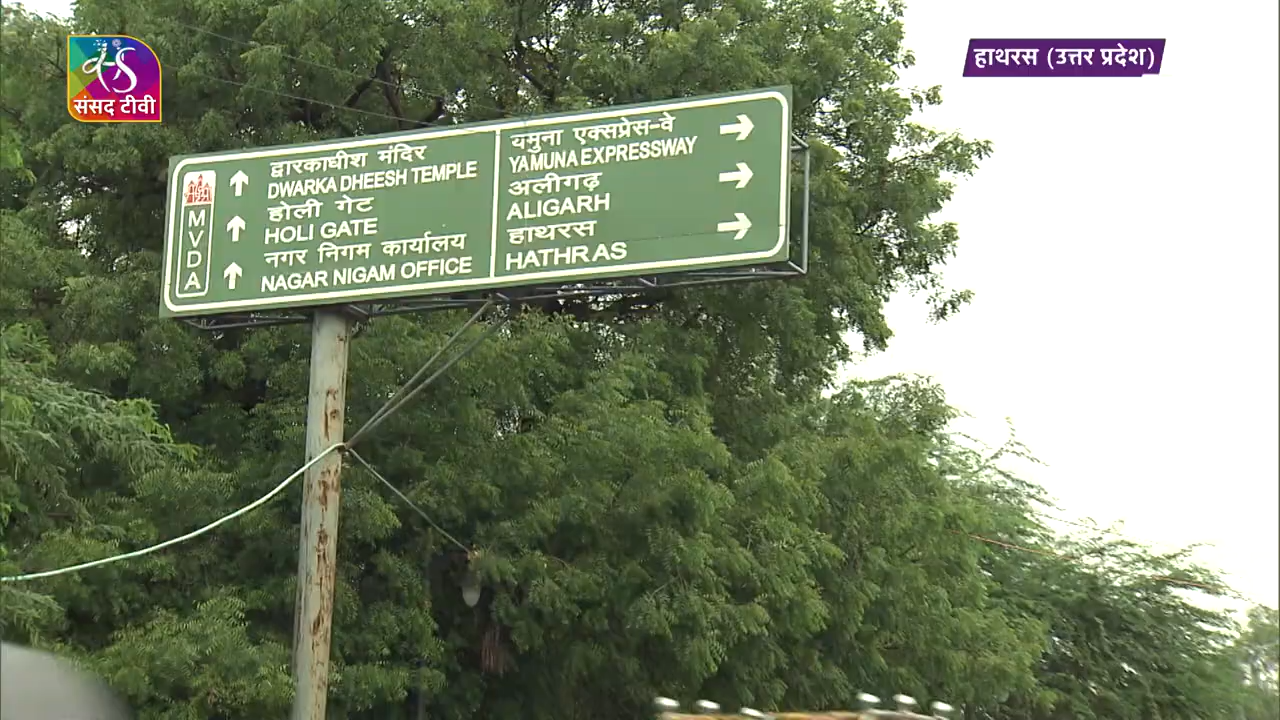 संसद टीवी
हाथरस (उत्तर प्रदेश)
MVDA
द्वारकाधीश मंदिर
DWARKA DHEESH TEMPLE
होली गेट
HOLI GATE
नगर निगम कार्यालय
NAGAR NIGAM OFFICE
यमुना एक्सप्रेस-वे
YAMUNA EXPRESSWAY
अलीगढ़
ALIGARH
हाथरस
HATHRAS